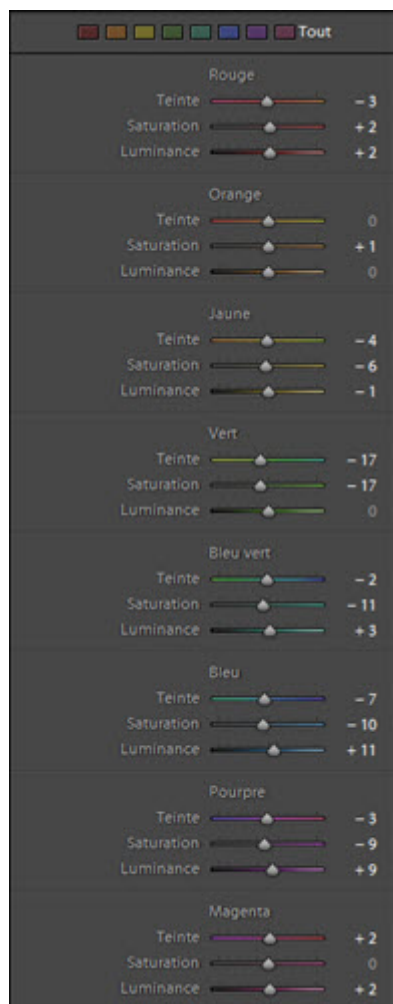 Tout
Rouge
Teinte − 3
Saturation + 2
Luminance + 2
Orange
Teinte 0
Saturation + 1
Luminance 0
Jaune
Teinte − 4
Saturation − 6
Luminance − 1
Vert
Teinte − 17
Saturation − 17
Luminance 0
Bleu vert
Teinte − 2
Saturation − 11
Luminance + 3
Bleu
Teinte − 7
Saturation − 10
Luminance + 11
Pourpre
Teinte − 3
Saturation − 9
Luminance + 9
Magenta
Teinte + 2
Saturation 0
Luminance + 2